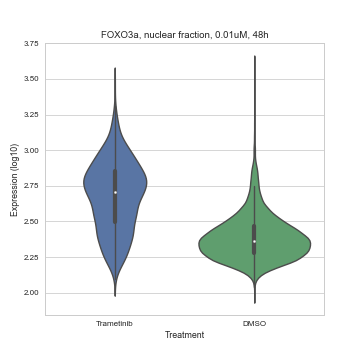 FOXO3a, nuclear fraction, 0.01uM, 48h
3.75
3.50
3.25
3.00
2.75
2.50
2.25
2.00
Expression (log10)
Trametinib DMSO
Treatment